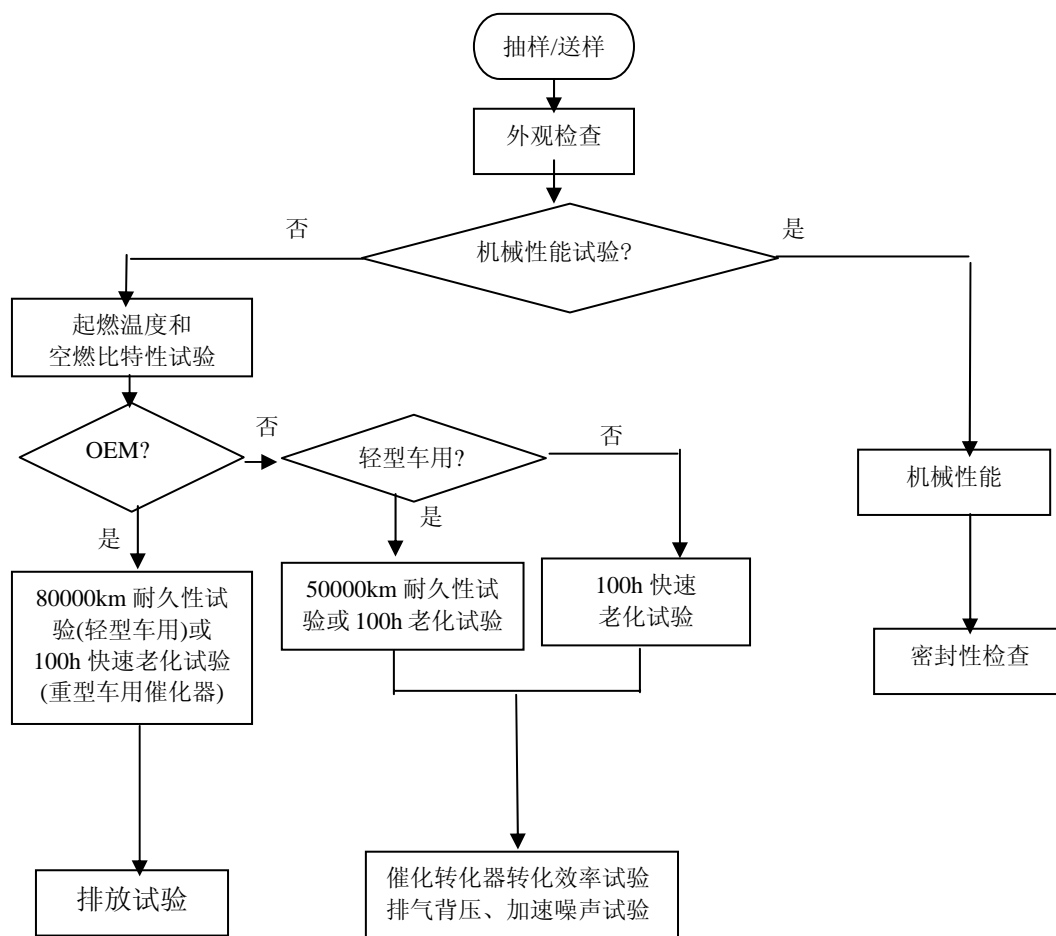 抽样/送样
外观检查
否
机械性能试验?
是
起燃温度和
空燃比特性试验
OEM?
否
轻型车用?
否
机械性能
是
是
80000km 耐久性试
验(轻型车用)或
100h 快速老化试验
(重型车用催化器)
50000km 耐久性试
验或 100h 老化试验
100h 快速
老化试验
密封性检查
排放试验
催化转化器转化效率试验
排气背压、加速噪声试验